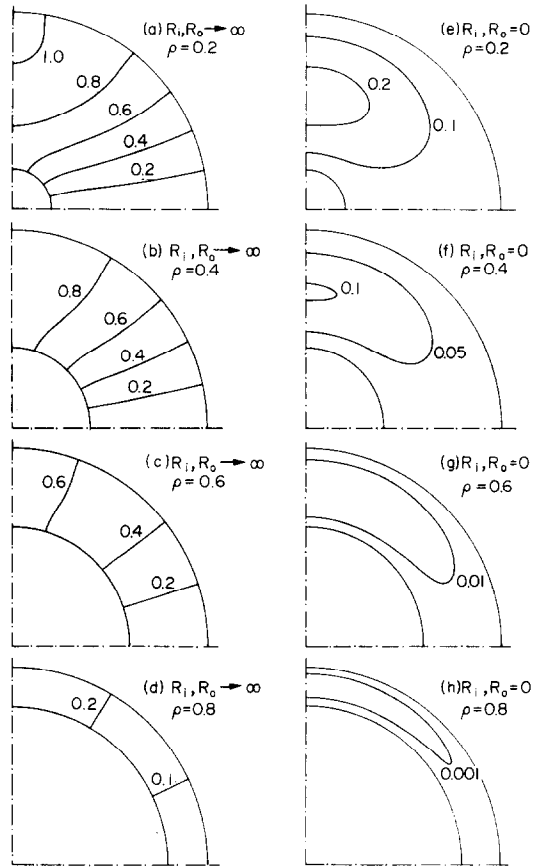 (a) Ri, Ro → ∞
ρ=0.2
1.0
0.8
0.6
0.4
0.2
(e) Ri, Ro=0
ρ=0.2
0.2
0.1
(b) Ri, Ro → ∞
ρ=0.4
0.8
0.6
0.4
0.2
(f) Ri, Ro=0
ρ=0.4
0.1
0.05
(c) Ri, Ro → ∞
ρ=0.6
0.6
0.4
0.2
(g) Ri, Ro=0
ρ=0.6
0.01
(d) Ri, Ro → ∞
ρ=0.8
0.2
0.1
(h) Ri, Ro=0
ρ=0.8
0.001